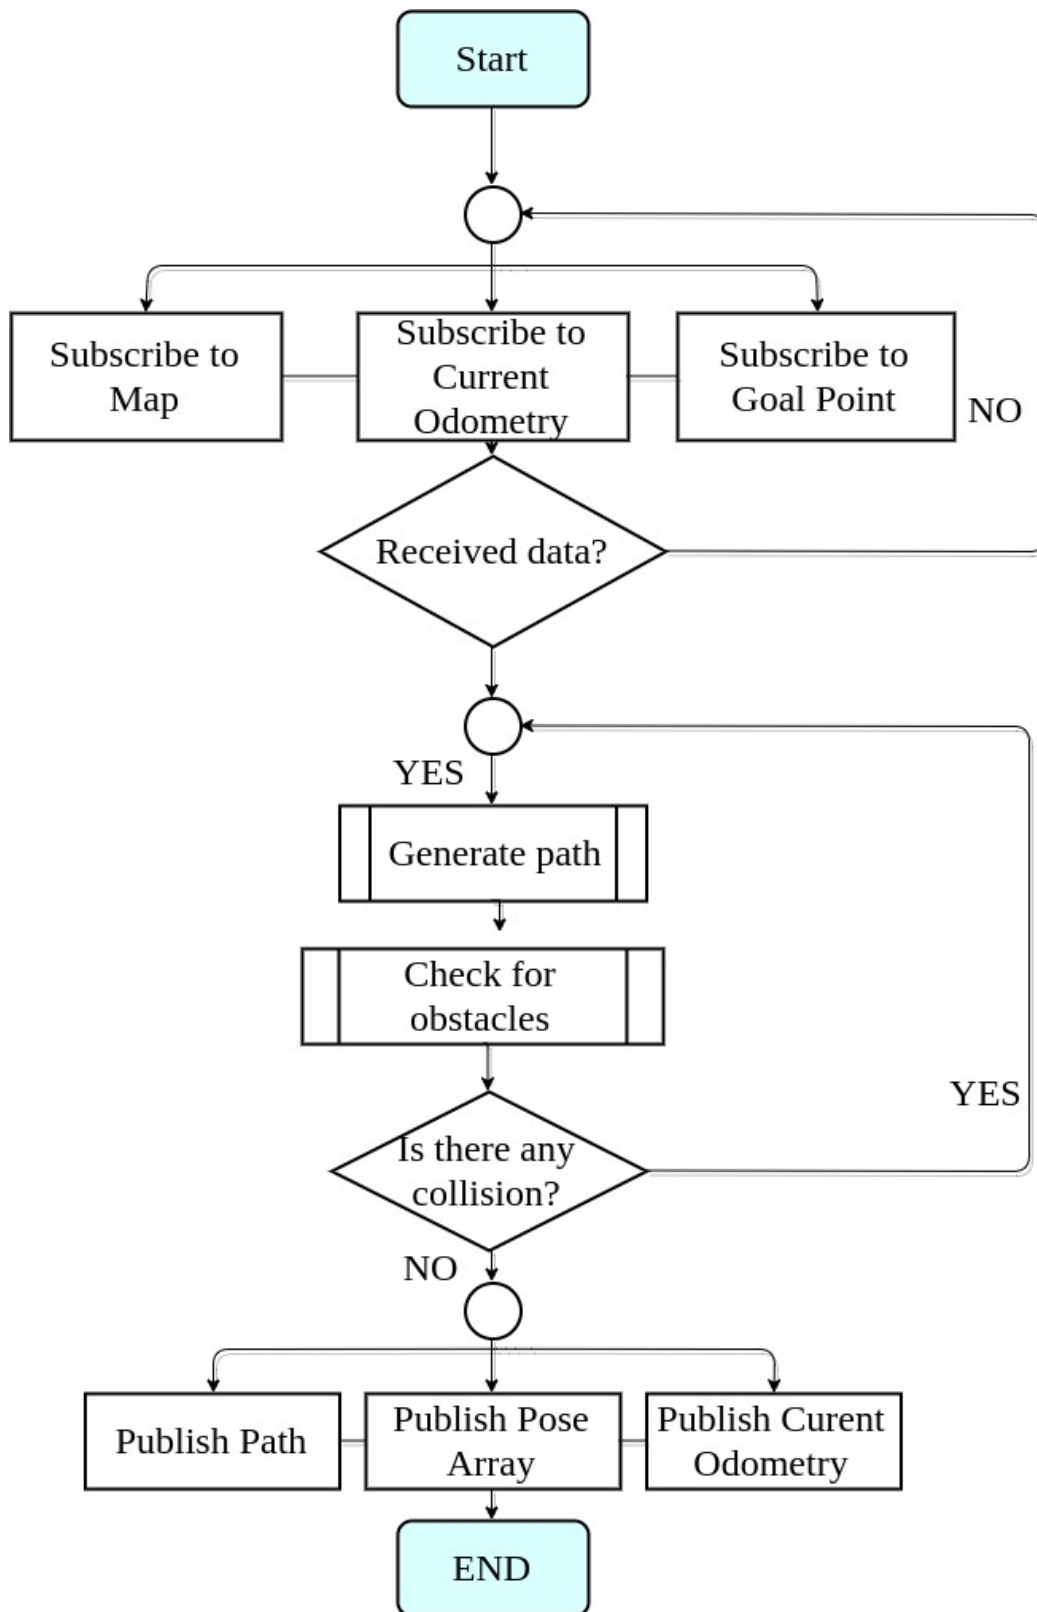 Start
Subscribe to
Map
Subscribe to
Current
Odometry
Subscribe to
Goal Point
NO
Received data?
YES
Generate path
Check for
obstacles
YES
Is there any
collision?
NO
Publish Path
Publish Pose
Array
Publish Curent
Odometry
END